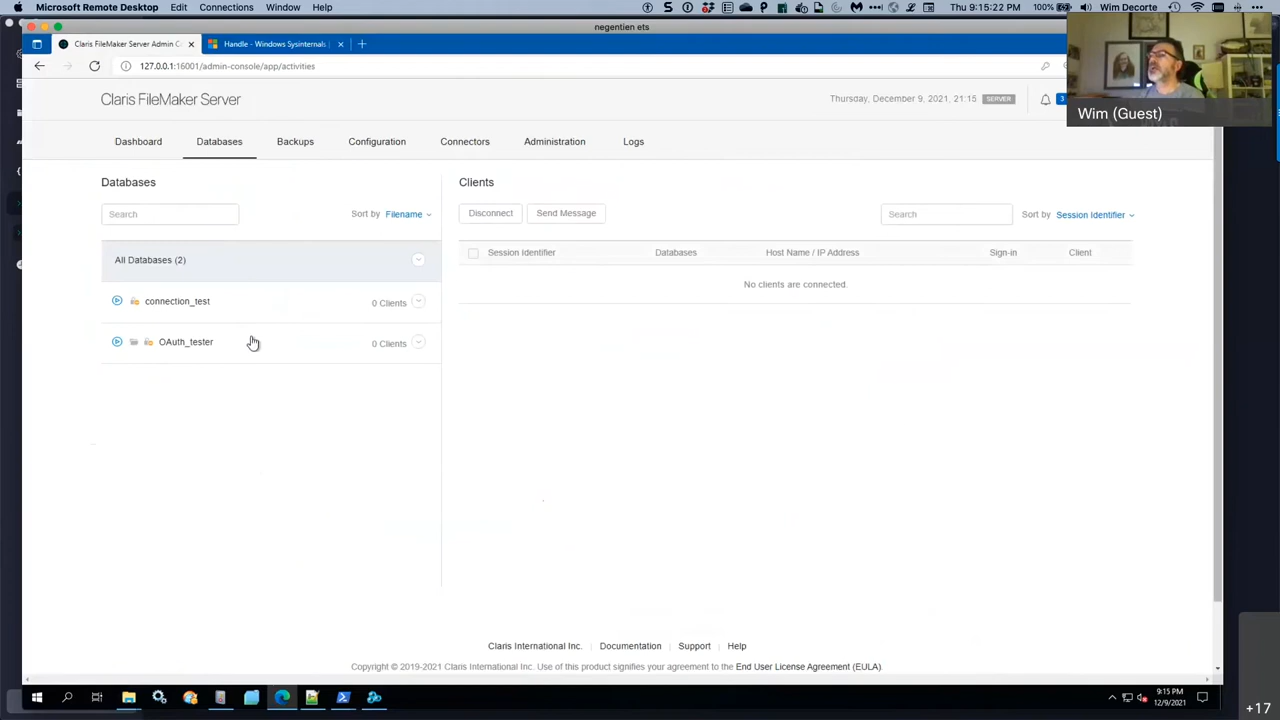 Microsoft Remote Desktop Edit Connections Window Help
100% Thu 9:15:22 PM Wim Decorte
negentien ets
Claris FileMaker Server Admin C
Handle - Windows Sysinternals
127.0.0.1:16001/admin-console/app/activities
Claris FileMaker Server
Thursday, December 9, 2021, 21:15 SERVER 3
Wim (Guest)
Dashboard Databases Backups Configuration Connectors Administration Logs
Databases
Search
Sort by Filename
All Databases (2)
connection_test 0 Clients
OAuth_tester 0 Clients
Clients
Disconnect Send Message
Search
Sort by Session Identifier
Session Identifier Databases Host Name / IP Address Sign-in Client
No clients are connected.
Claris International Inc. Documentation Support Help
Copyright © 2019-2021 Claris International Inc. Use of this product signifies your agreement to the End User License Agreement (EULA).
9:15 PM
12/9/2021
+17